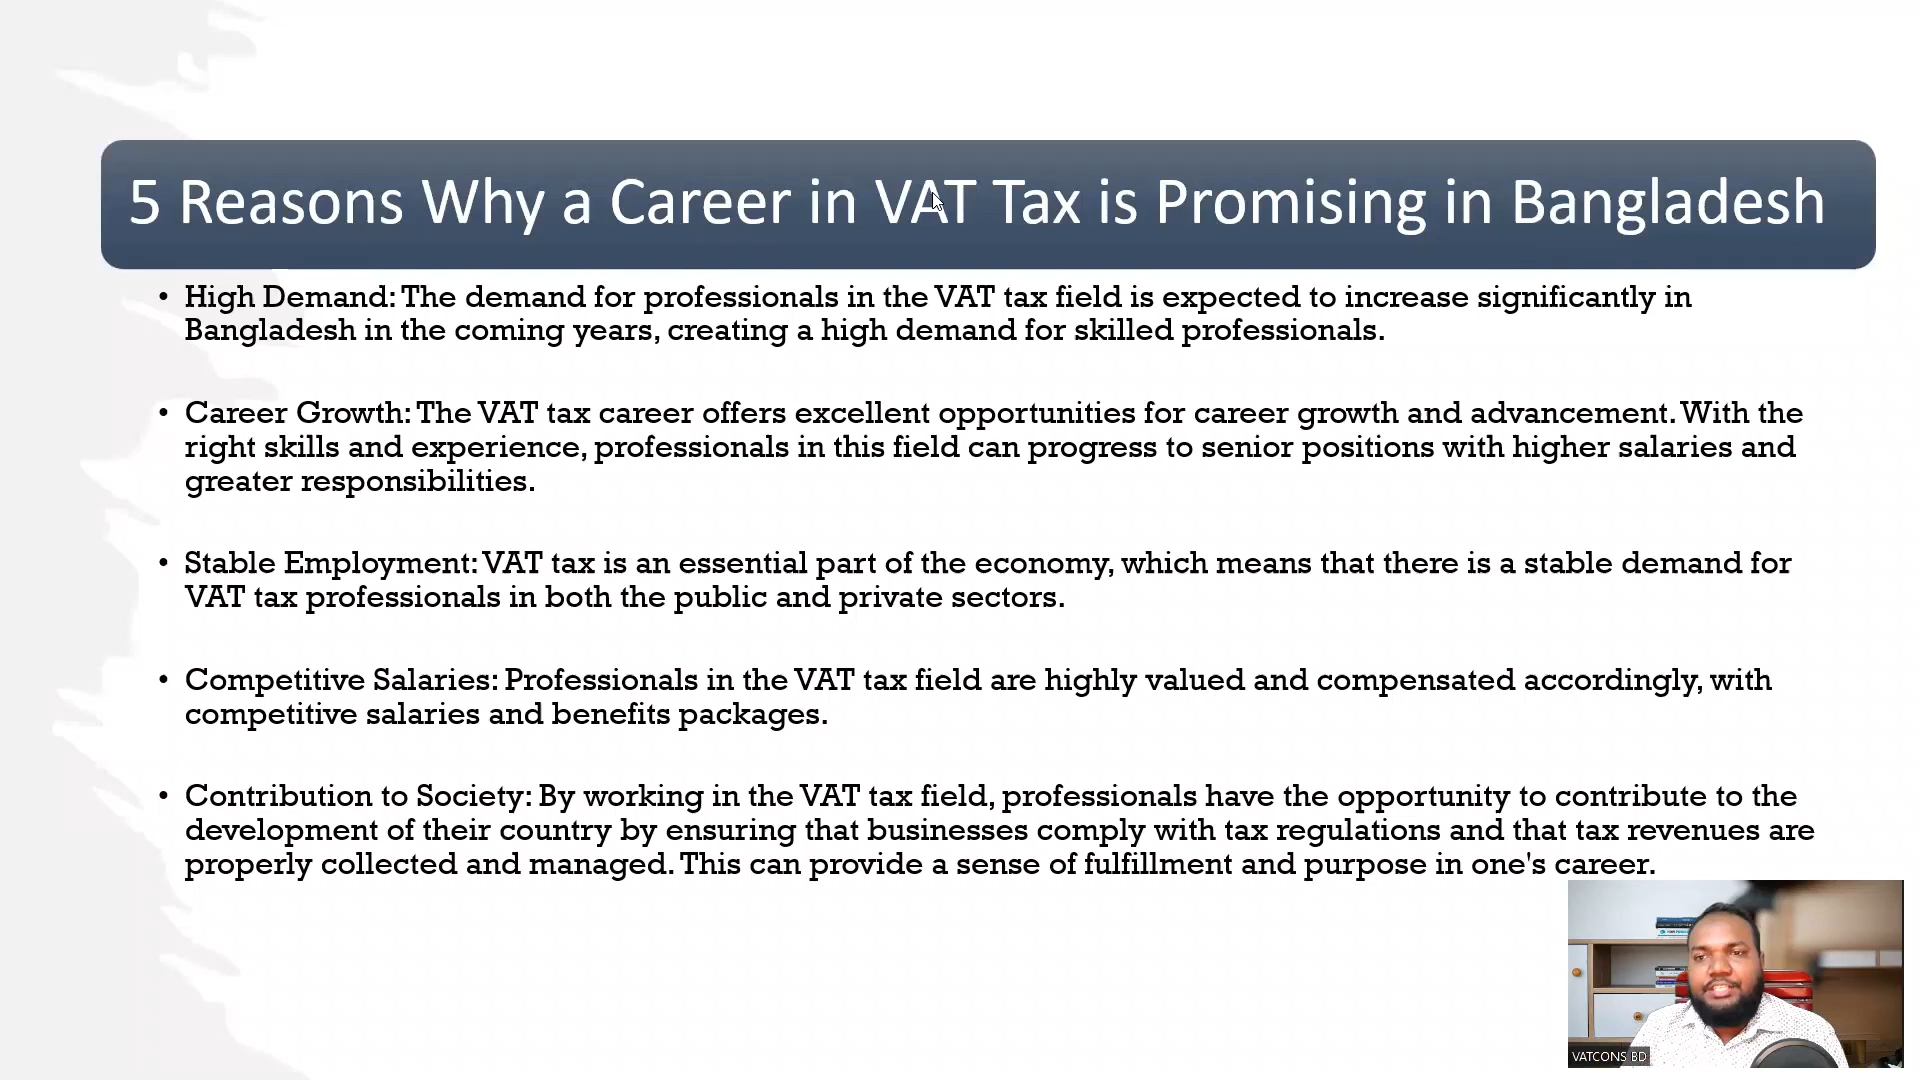 5 Reasons Why a Career in VAT Tax is Promising in Bangladesh
• High Demand: The demand for professionals in the VAT tax field is expected to increase significantly in
Bangladesh in the coming years, creating a high demand for skilled professionals.
• Career Growth: The VAT tax career offers excellent opportunities for career growth and advancement. With the
right skills and experience, professionals in this field can progress to senior positions with higher salaries and
greater responsibilities.
• Stable Employment: VAT tax is an essential part of the economy, which means that there is a stable demand for
VAT tax professionals in both the public and private sectors.
• Competitive Salaries: Professionals in the VAT tax field are highly valued and compensated accordingly, with
competitive salaries and benefits packages.
• Contribution to Society: By working in the VAT tax field, professionals have the opportunity to contribute to the
development of their country by ensuring that businesses comply with tax regulations and that tax revenues are
properly collected and managed. This can provide a sense of fulfillment and purpose in one's career.
VATCONS BD